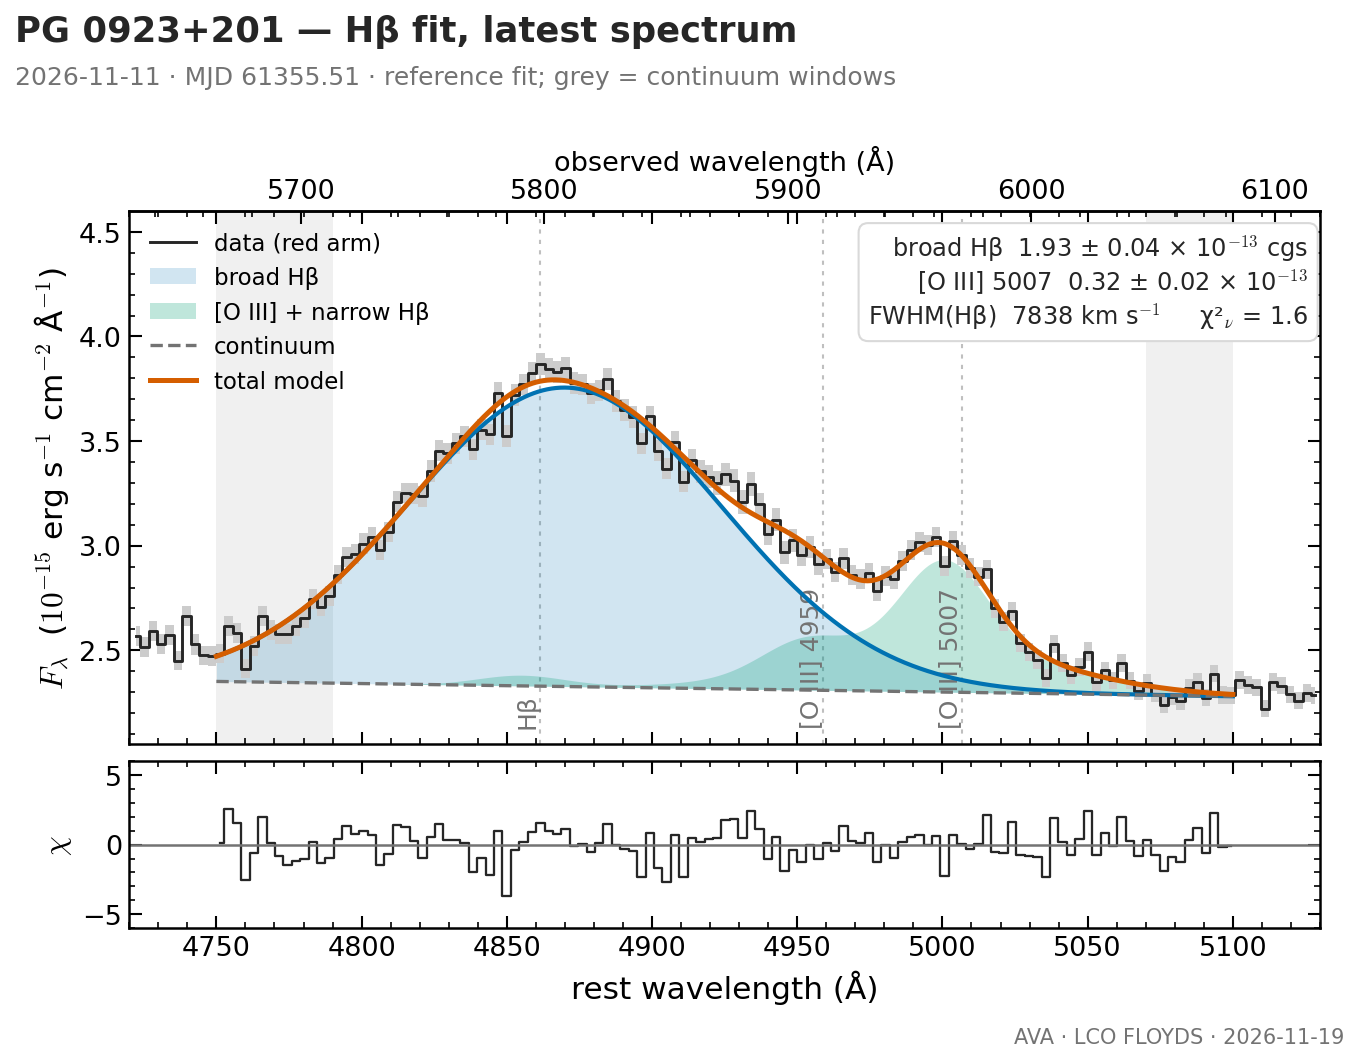 PG 0923+201 — Hβ fit, latest spectrum
2026-11-11 · MJD 61355.51 · reference fit; grey = continuum windows
observed wavelength (Å)
5700 5800 5900 6000 6100
4.5
4.0
3.5
3.0
2.5
F_λ (10⁻¹⁵ erg s⁻¹ cm⁻² Å⁻¹)
data (red arm)
broad Hβ
[O III] + narrow Hβ
continuum
total model
broad Hβ 1.93 ± 0.04 × 10⁻¹³ cgs
[O III] 5007 0.32 ± 0.02 × 10⁻¹³
FWHM(Hβ) 7838 km s⁻¹ χ²_ν = 1.6
Hβ
[O III] 4959
[O III] 5007
5
0
−5
χ
4750 4800 4850 4900 4950 5000 5050 5100
rest wavelength (Å)
AVA · LCO FLOYDS · 2026-11-19